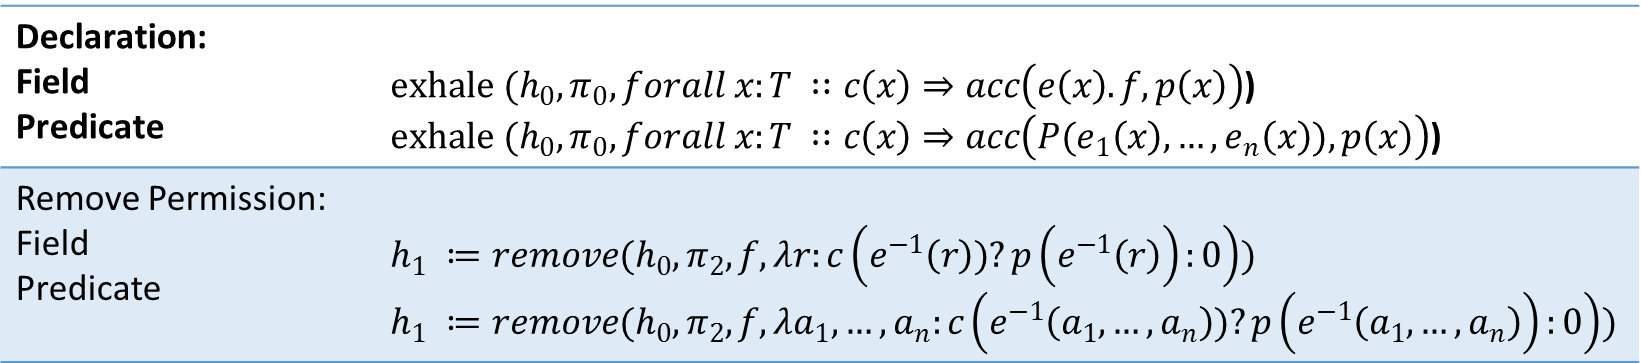 Declaration:
Field exhale (h₀, π₀, forall x: T :: c(x) ⇒ acc(e(x). f, p(x)))
Predicate exhale (h₀, π₀, forall x: T :: c(x) ⇒ acc(P(e₁(x), … , eₙ(x)), p(x)))
Remove Permission:
Field h₁ := remove(h₀, π₂, f, λr: c(e⁻¹(r))? p(e⁻¹(r)): 0))
Predicate h₁ := remove(h₀, π₂, f, λa₁, … , aₙ: c(e⁻¹(a₁, … , aₙ))? p(e⁻¹(a₁, … , aₙ)): 0))